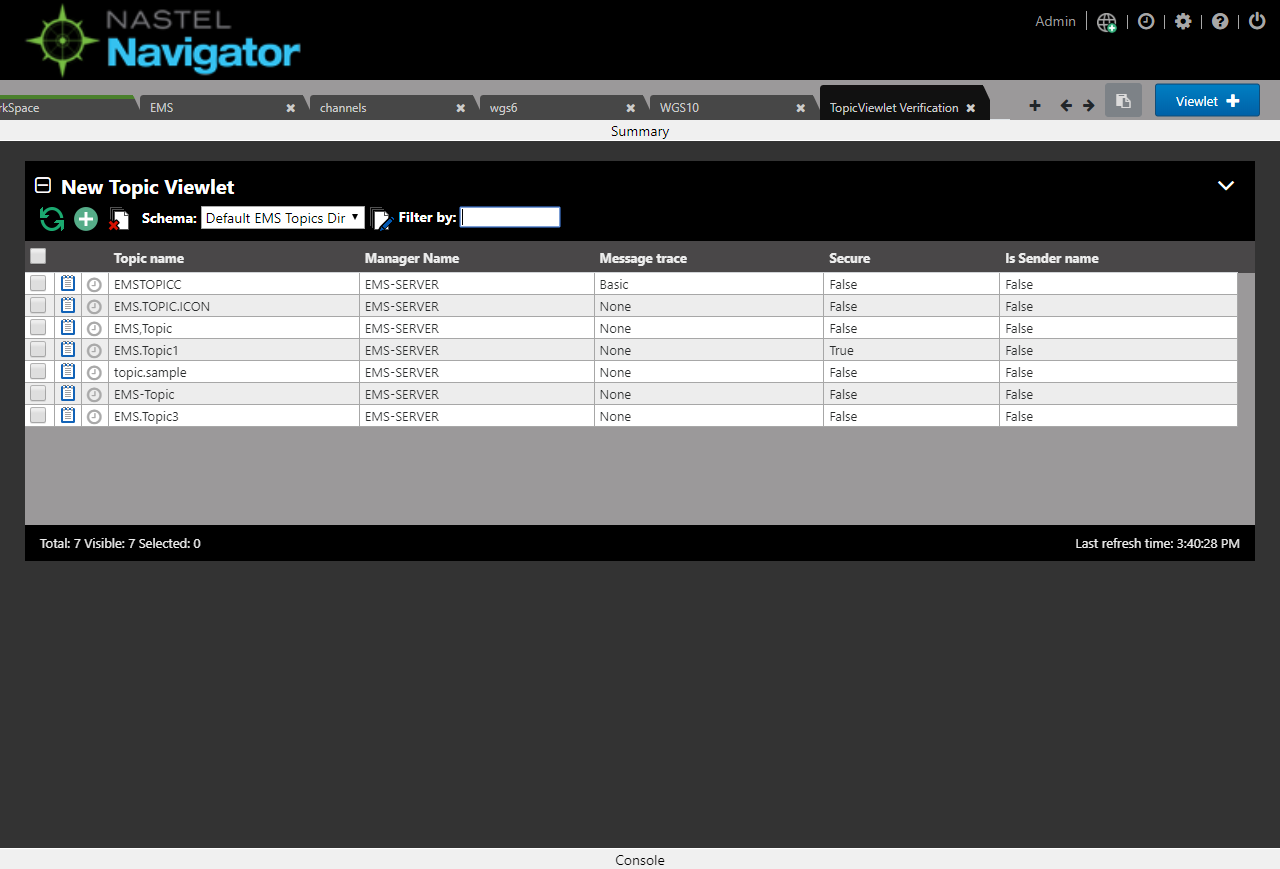 NASTEL
Navigator
Admin
rkSpace EMS channels wgs6 WGS10 TopicViewlet Verification Viewlet
Summary
New Topic Viewlet
Schema: Default EMS Topics Dir Filter by:
Topic name Manager Name Message trace Secure Is Sender name
EMSTOPICC EMS-SERVER Basic False False
EMS.TOPIC.ICON EMS-SERVER None False False
EMS,Topic EMS-SERVER None False False
EMS.Topic1 EMS-SERVER None True False
topic.sample EMS-SERVER None False False
EMS-Topic EMS-SERVER None False False
EMS.Topic3 EMS-SERVER None False False
Total: 7 Visible: 7 Selected: 0 Last refresh time: 3:40:28 PM
Console